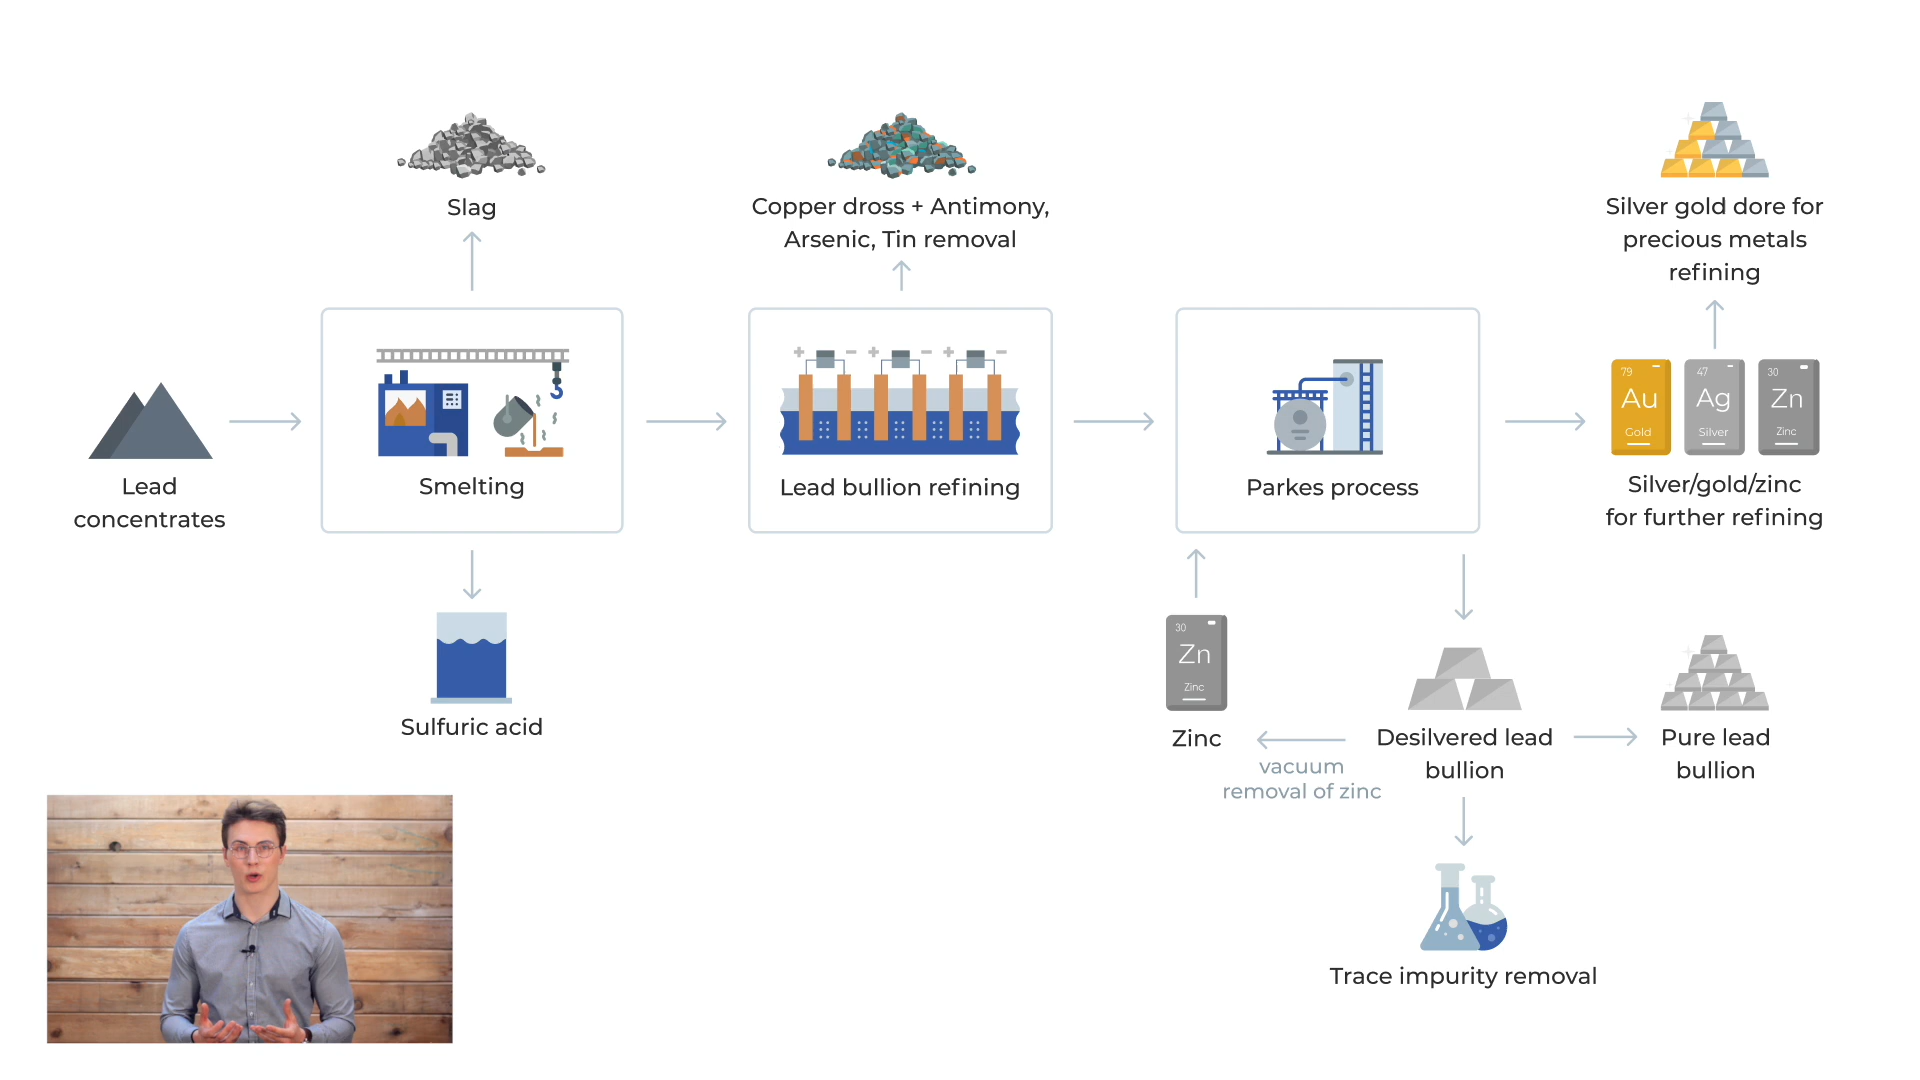 Slag
Copper dross + Antimony,
Arsenic, Tin removal
Silver gold dore for
precious metals
refining
Lead
concentrates
Smelting
+ − + − + −
Lead bullion refining
Parkes process
79
Au
Gold
47
Ag
Silver
30
Zn
Zinc
Silver/gold/zinc
for further refining
Sulfuric acid
30
Zn
Zinc
Zinc
vacuum
removal of zinc
Desilvered lead
bullion
Pure lead
bullion
Trace impurity removal